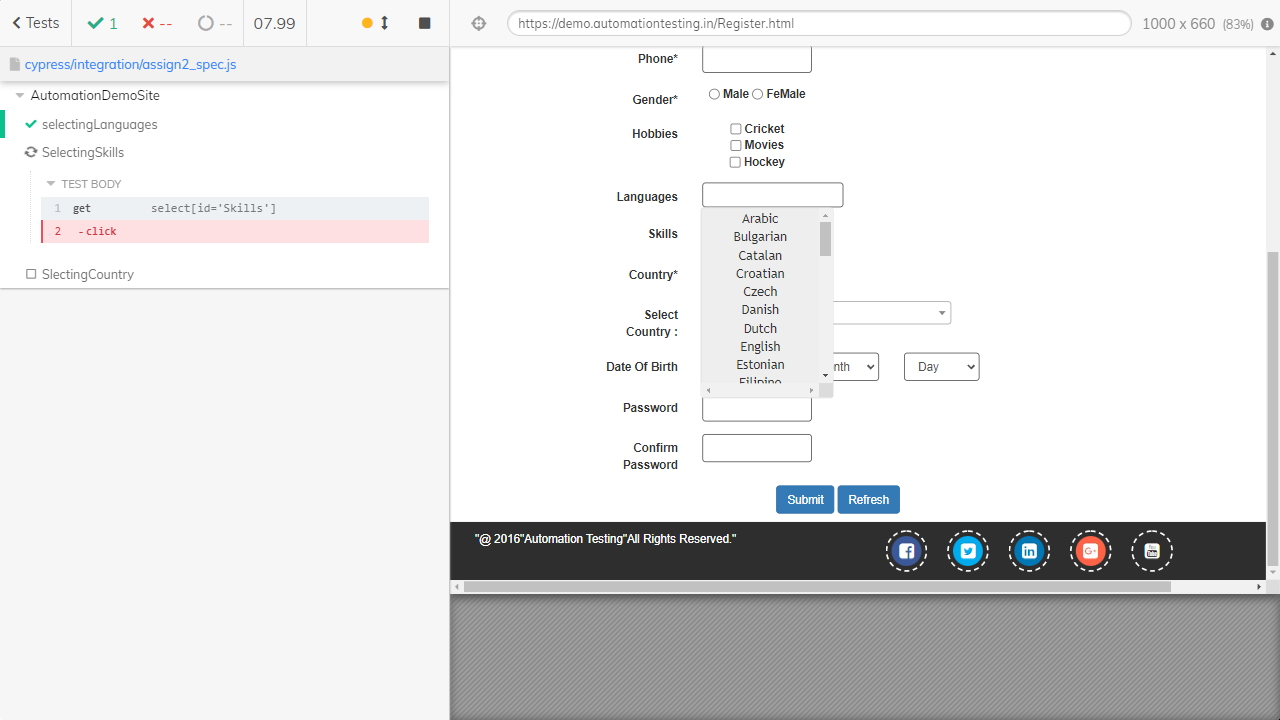 Tests 1 -- -- 07.99
https://demo.automationtesting.in/Register.html 1000 x 660 (83%)
cypress/integration/assign2_spec.js
AutomationDemoSite
selectingLanguages
SelectingSkills
TEST BODY
1 get select[id='Skills']
2 -click
SlectingCountry
Phone*
Gender* Male FeMale
Hobbies Cricket
Movies
Hockey
Languages
Arabic
Bulgarian
Catalan
Croatian
Czech
Danish
Dutch
English
Estonian
Filipino
Skills
Country*
Select
Country :
Date Of Birth nth Day
Password
Confirm
Password
Submit Refresh
"@ 2016"Automation Testing"All Rights Reserved."